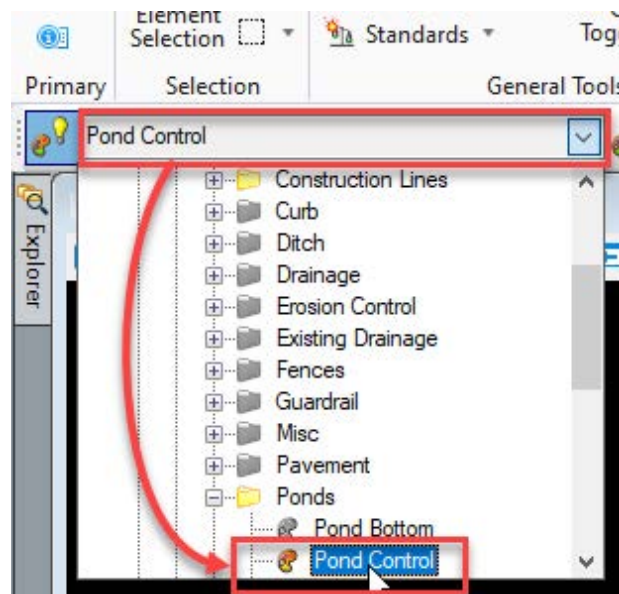 Element
Selection
Standards
Primary
Selection
General Tools
Pond Control
Explorer
Construction Lines
Curb
Ditch
Drainage
Erosion Control
Existing Drainage
Fences
Guardrail
Misc
Pavement
Ponds
Pond Bottom
Pond Control